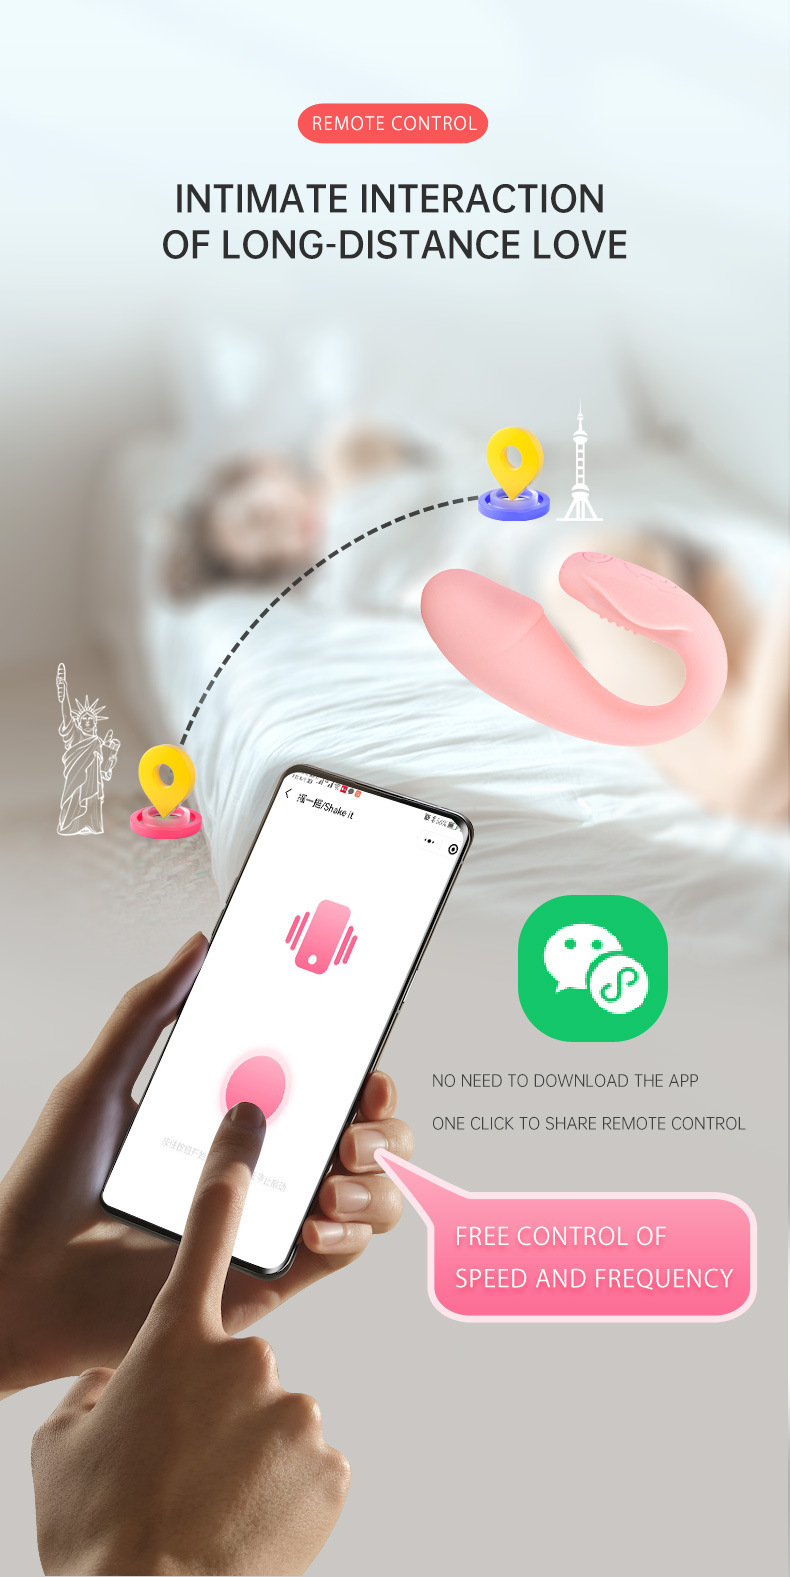 REMOTE CONTROL
INTIMATE INTERACTION
OF LONG-DISTANCE LOVE
摇一摇/Shake it
NO NEED TO DOWNLOAD THE APP
ONE CLICK TO SHARE REMOTE CONTROL
FREE CONTROL OF
SPEED AND FREQUENCY